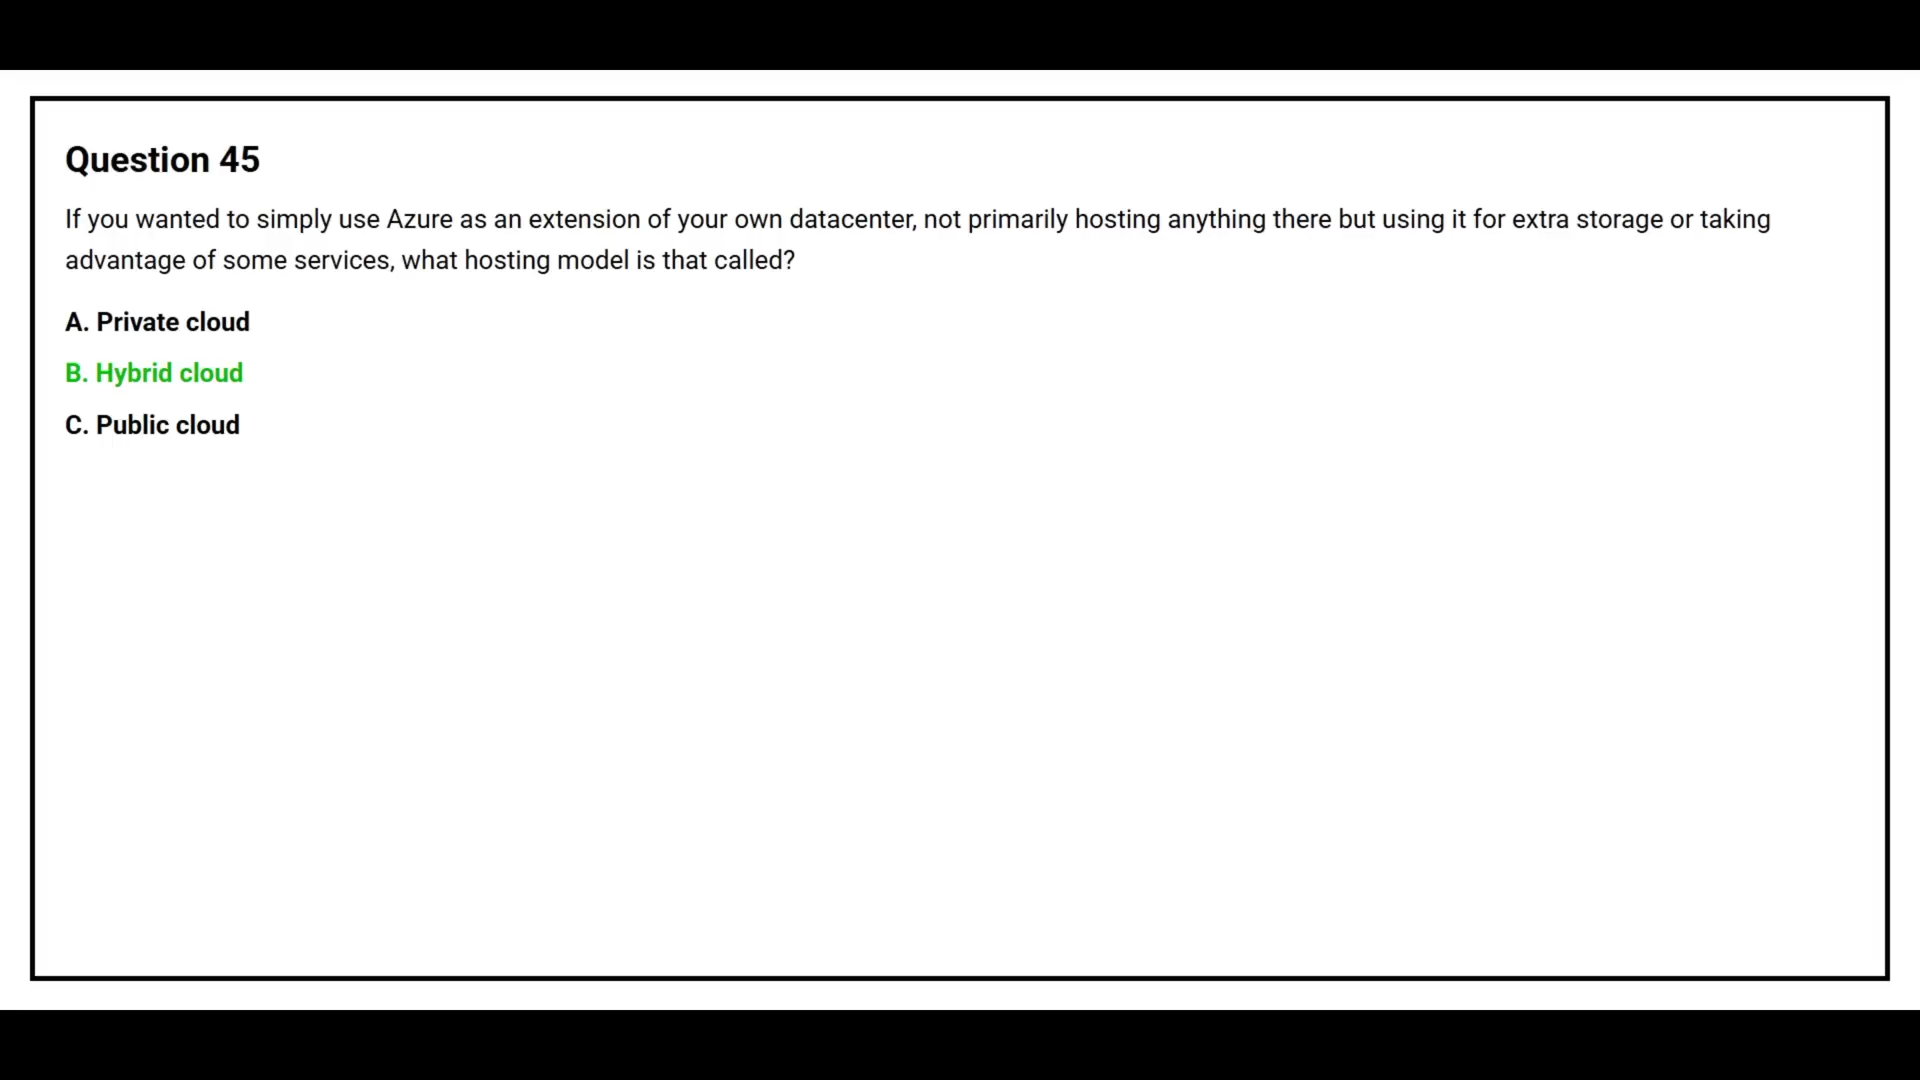 Question 45
If you wanted to simply use Azure as an extension of your own datacenter, not primarily hosting anything there but using it for extra storage or taking
advantage of some services, what hosting model is that called?
A. Private cloud
B. Hybrid cloud
C. Public cloud